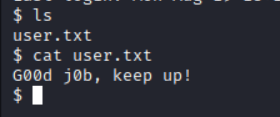 $ ls
user.txt
$ cat user.txt
G00d j0b, keep up!
$